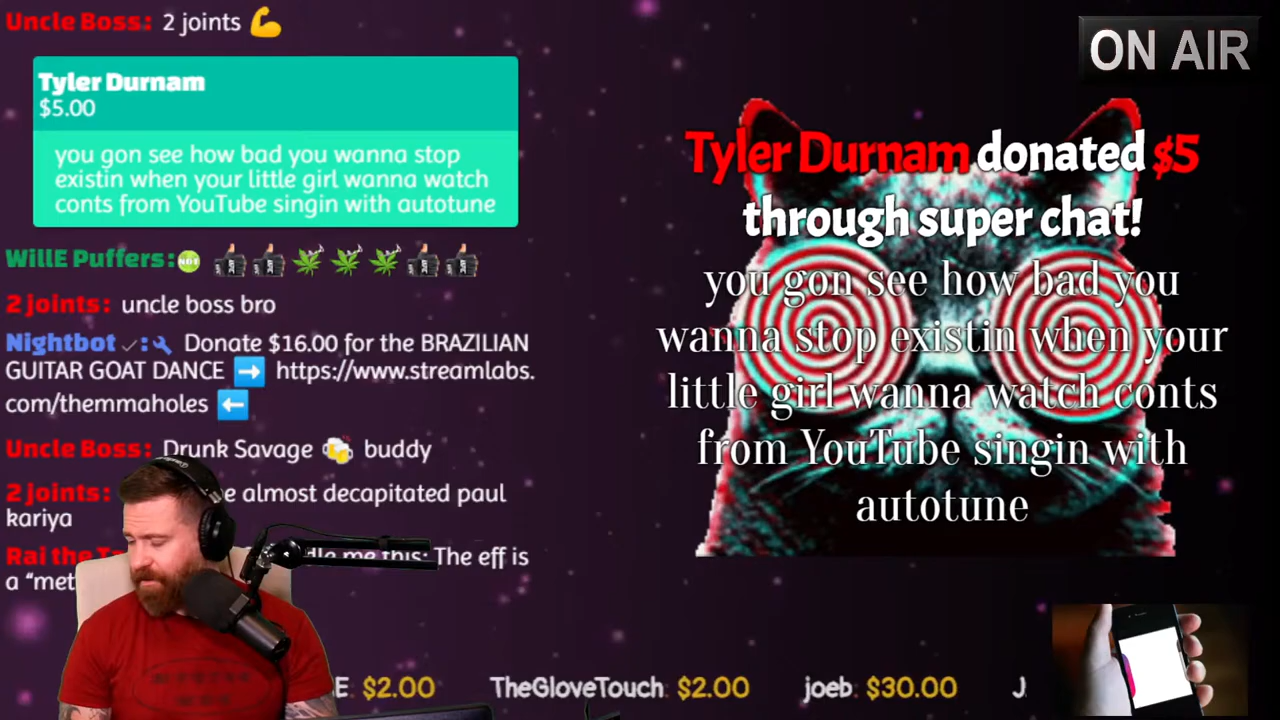 Uncle Boss: 2 joints 💪
Tyler Durnam
$5.00
you gon see how bad you wanna stop
existin when your little girl wanna watch
conts from YouTube singin with autotune
WillE Puffers:
2 joints: uncle boss bro
Nightbot : Donate $16.00 for the BRAZILIAN
GUITAR GOAT DANCE ➡️ https://www.streamlabs.
com/themmaholes ⬅️
Uncle Boss: Drunk Savage 🍻 buddy
2 joints: almost decapitated paul
kariya
Rai the me this: The eff is
a “met
ON AIR
Tyler Durnam donated $5
through super chat!
you gon see how bad you
wanna stop existin when your
little girl wanna watch conts
from YouTube singin with
autotune
E: $2.00 TheGloveTouch: $2.00 joeb: $30.00 J